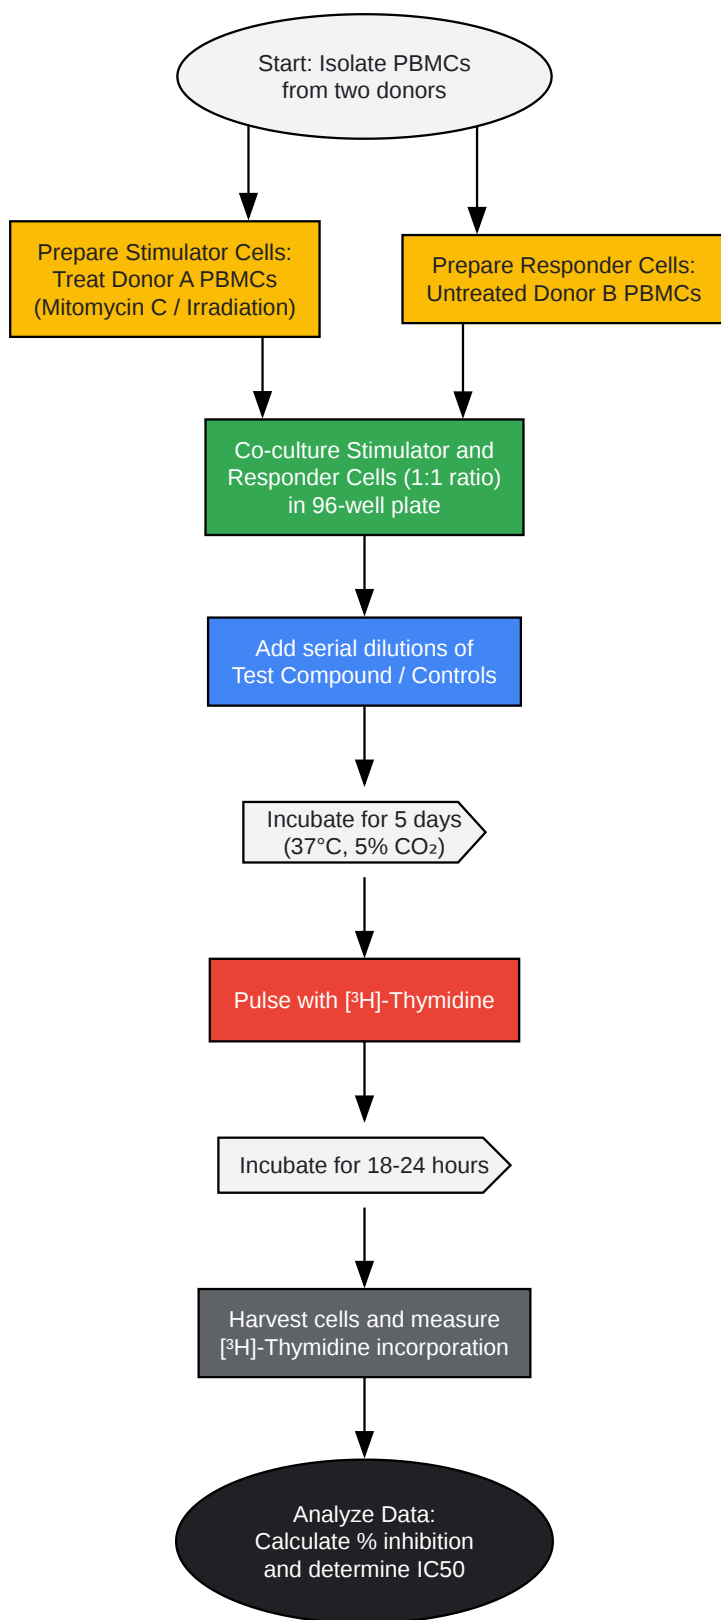 Start: Isolate PBMCs
from two donors
Prepare Stimulator Cells:
Treat Donor A PBMCs
(Mitomycin C / Irradiation)
Prepare Responder Cells:
Untreated Donor B PBMCs
Co-culture Stimulator and
Responder Cells (1:1 ratio)
in 96-well plate
Add serial dilutions of
Test Compound / Controls
Incubate for 5 days
(37°C, 5% CO₂)
Pulse with [³H]-Thymidine
Incubate for 18-24 hours
Harvest cells and measure
[³H]-Thymidine incorporation
Analyze Data:
Calculate % inhibition
and determine IC50